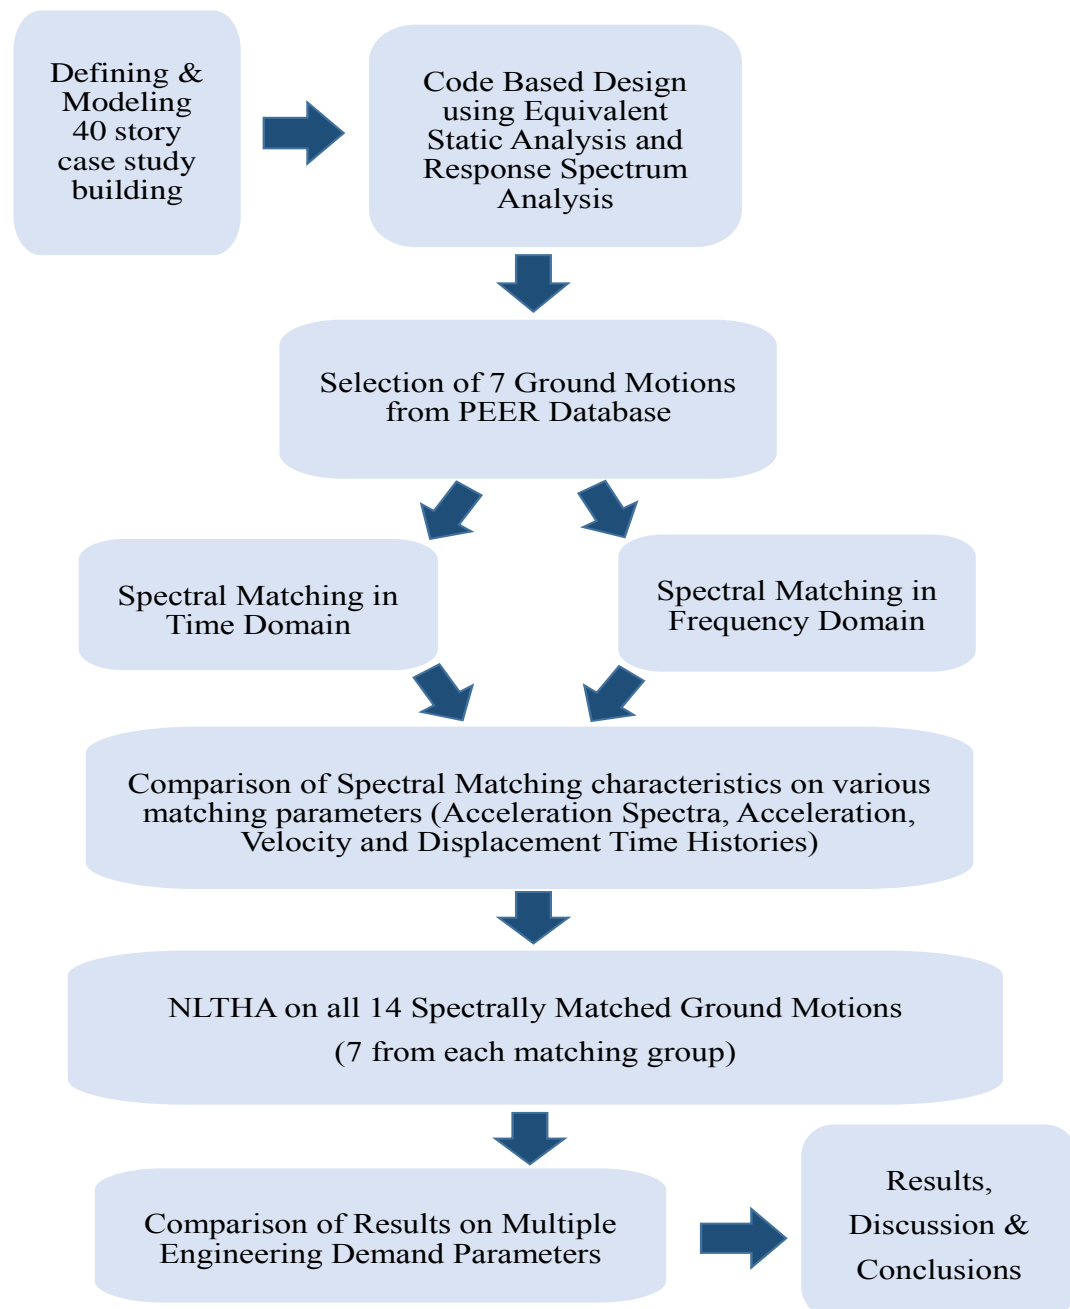 Defining &
Modeling
40 story
case study
building
Code Based Design
using Equivalent
Static Analysis and
Response Spectrum
Analysis
Selection of 7 Ground Motions
from PEER Database
Spectral Matching in
Time Domain
Spectral Matching in
Frequency Domain
Comparison of Spectral Matching characteristics on various
matching parameters (Acceleration Spectra, Acceleration,
Velocity and Displacement Time Histories)
NLTHA on all 14 Spectrally Matched Ground Motions
(7 from each matching group)
Comparison of Results on Multiple
Engineering Demand Parameters
Results,
Discussion &
Conclusions